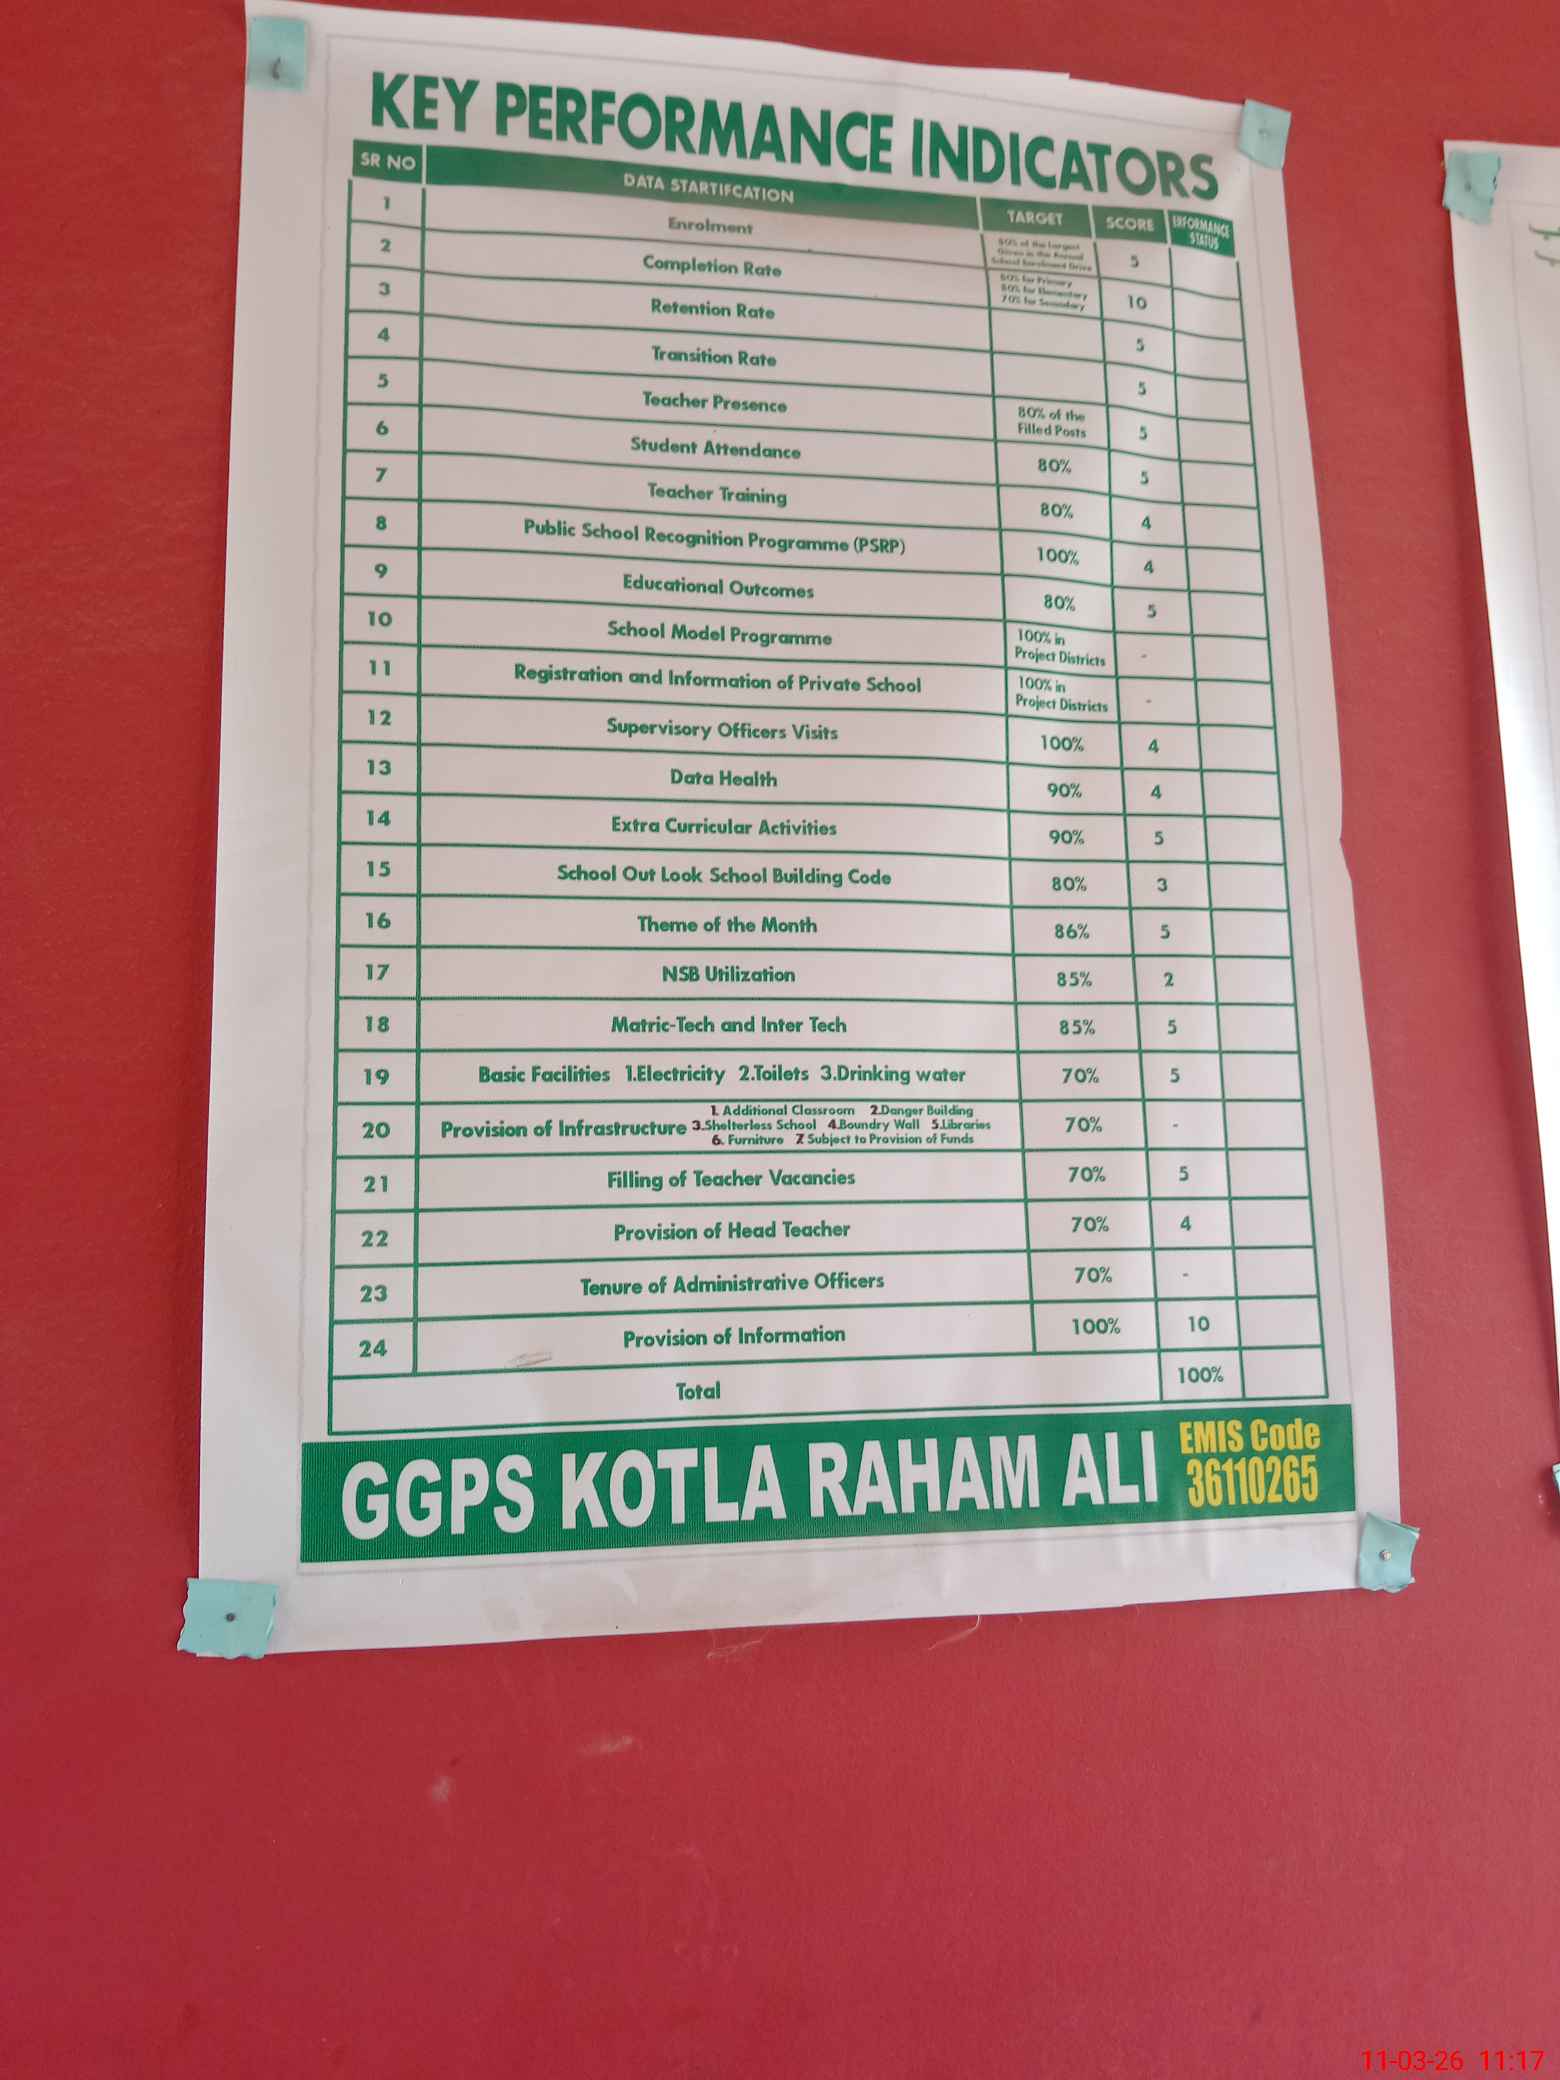 KEY PERFORMANCE INDICATORS
SR NO DATA STARTIFCATION TARGET SCORE ERFORMANCE STATUS
1 Enrolment 5
2 Completion Rate 80% for Elementary 70% for Secondary 10
3 Retention Rate 5
4 Transition Rate 5
5 Teacher Presence 80% of the Filled Posts 5
6 Student Attendance 80% 5
7 Teacher Training 80% 4
8 Public School Recognition Programme (PSRP) 100% 4
9 Educational Outcomes 80% 5
10 School Model Programme 100% in Project Districts -
11 Registration and Information of Private School 100% in Project Districts -
12 Supervisory Officers Visits 100% 4
13 Data Health 90% 4
14 Extra Curricular Activities 90% 5
15 School Out Look School Building Code 80% 3
16 Theme of the Month 86% 5
17 NSB Utilization 85% 2
18 Matric-Tech and Inter Tech 85% 5
19 Basic Facilities 1.Electricity 2.Toilets 3.Drinking water 70% 5
20 Provision of Infrastructure 1. Additional Classroom 2.Danger Building 3.Shelterless School 4.Boundry Wall 5.Libraries 6. Furniture 7. Subject to Provision of Funds 70% -
21 Filling of Teacher Vacancies 70% 5
22 Provision of Head Teacher 70% 4
23 Tenure of Administrative Officers 70% -
24 Provision of Information 100% 10
Total 100%
GGPS KOTLA RAHAM ALI EMIS Code 36110265
11-03-26 11:17